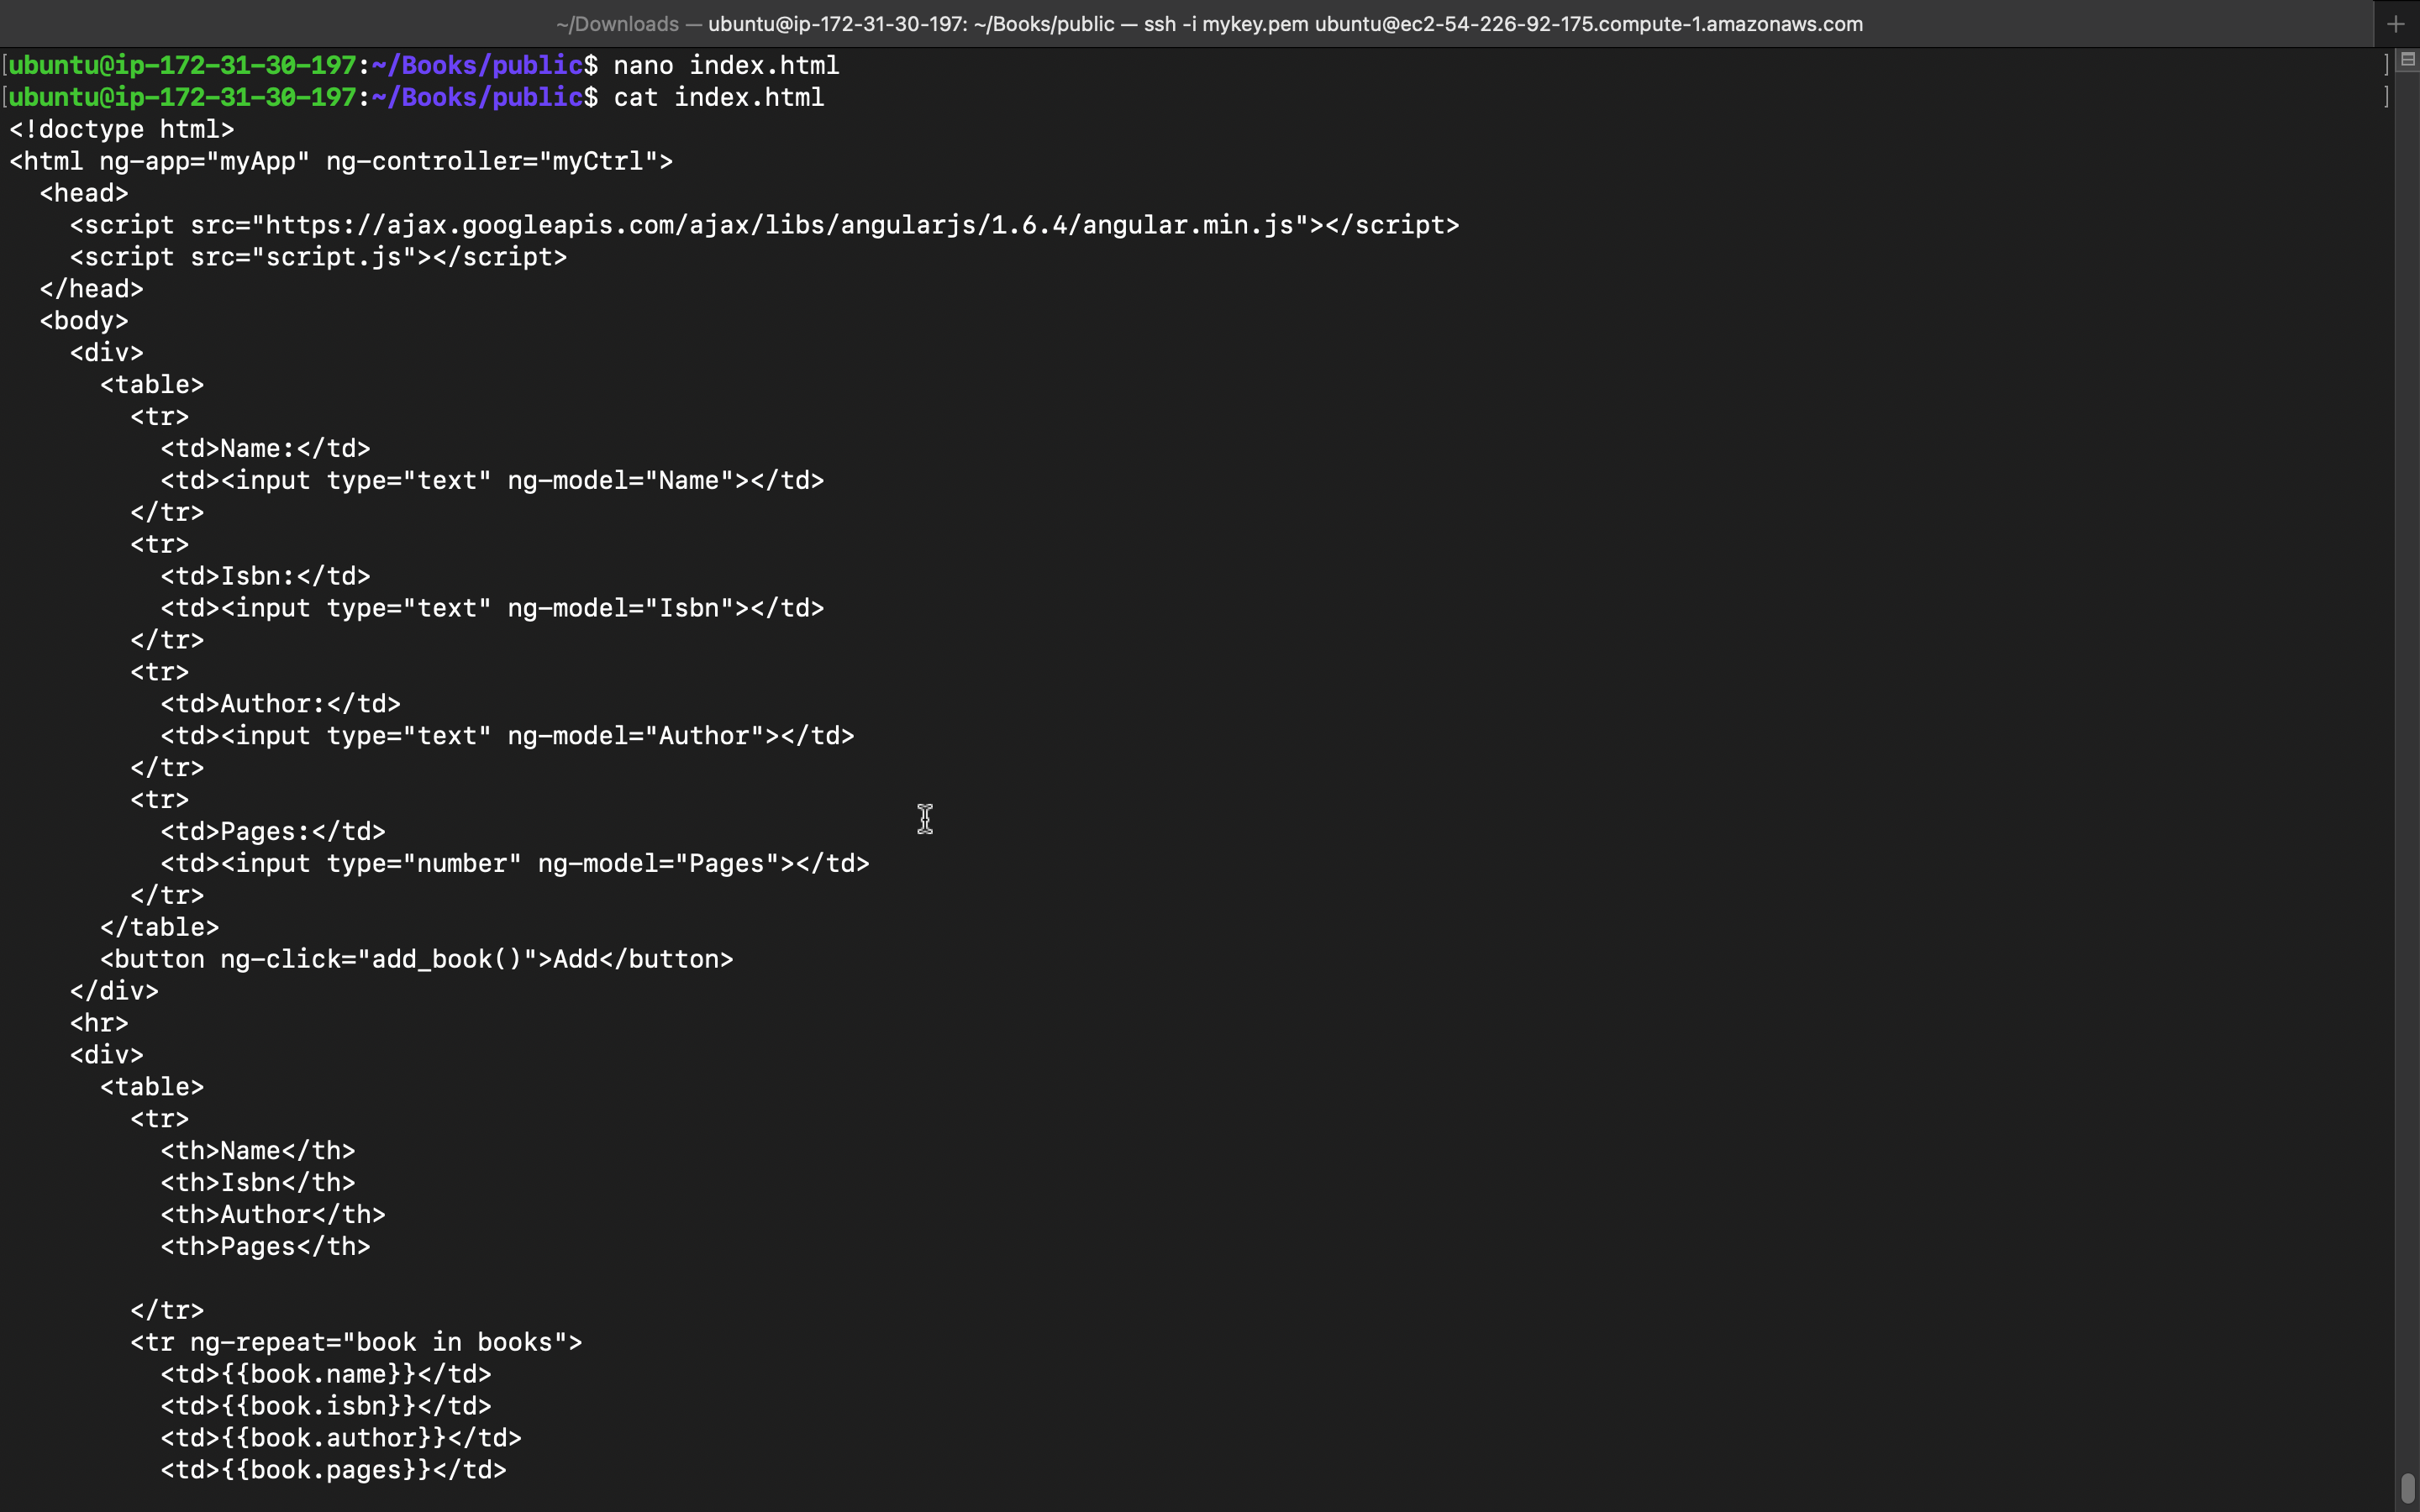 ~/Downloads — ubuntu@ip-172-31-30-197: ~/Books/public — ssh -i mykey.pem ubuntu@ec2-54-226-92-175.compute-1.amazonaws.com
[ubuntu@ip-172-31-30-197:~/Books/public$ nano index.html ]
[ubuntu@ip-172-31-30-197:~/Books/public$ cat index.html ]
<!doctype html>
<html ng-app="myApp" ng-controller="myCtrl">
  <head>
    <script src="https://ajax.googleapis.com/ajax/libs/angularjs/1.6.4/angular.min.js"></script>
    <script src="script.js"></script>
  </head>
  <body>
    <div>
      <table>
        <tr>
          <td>Name:</td>
          <td><input type="text" ng-model="Name"></td>
        </tr>
        <tr>
          <td>Isbn:</td>
          <td><input type="text" ng-model="Isbn"></td>
        </tr>
        <tr>
          <td>Author:</td>
          <td><input type="text" ng-model="Author"></td>
        </tr>
        <tr>
          <td>Pages:</td>
          <td><input type="number" ng-model="Pages"></td>
        </tr>
      </table>
      <button ng-click="add_book()">Add</button>
    </div>
    <hr>
    <div>
      <table>
        <tr>
          <th>Name</th>
          <th>Isbn</th>
          <th>Author</th>
          <th>Pages</th>

        </tr>
        <tr ng-repeat="book in books">
          <td>{{book.name}}</td>
          <td>{{book.isbn}}</td>
          <td>{{book.author}}</td>
          <td>{{book.pages}}</td>